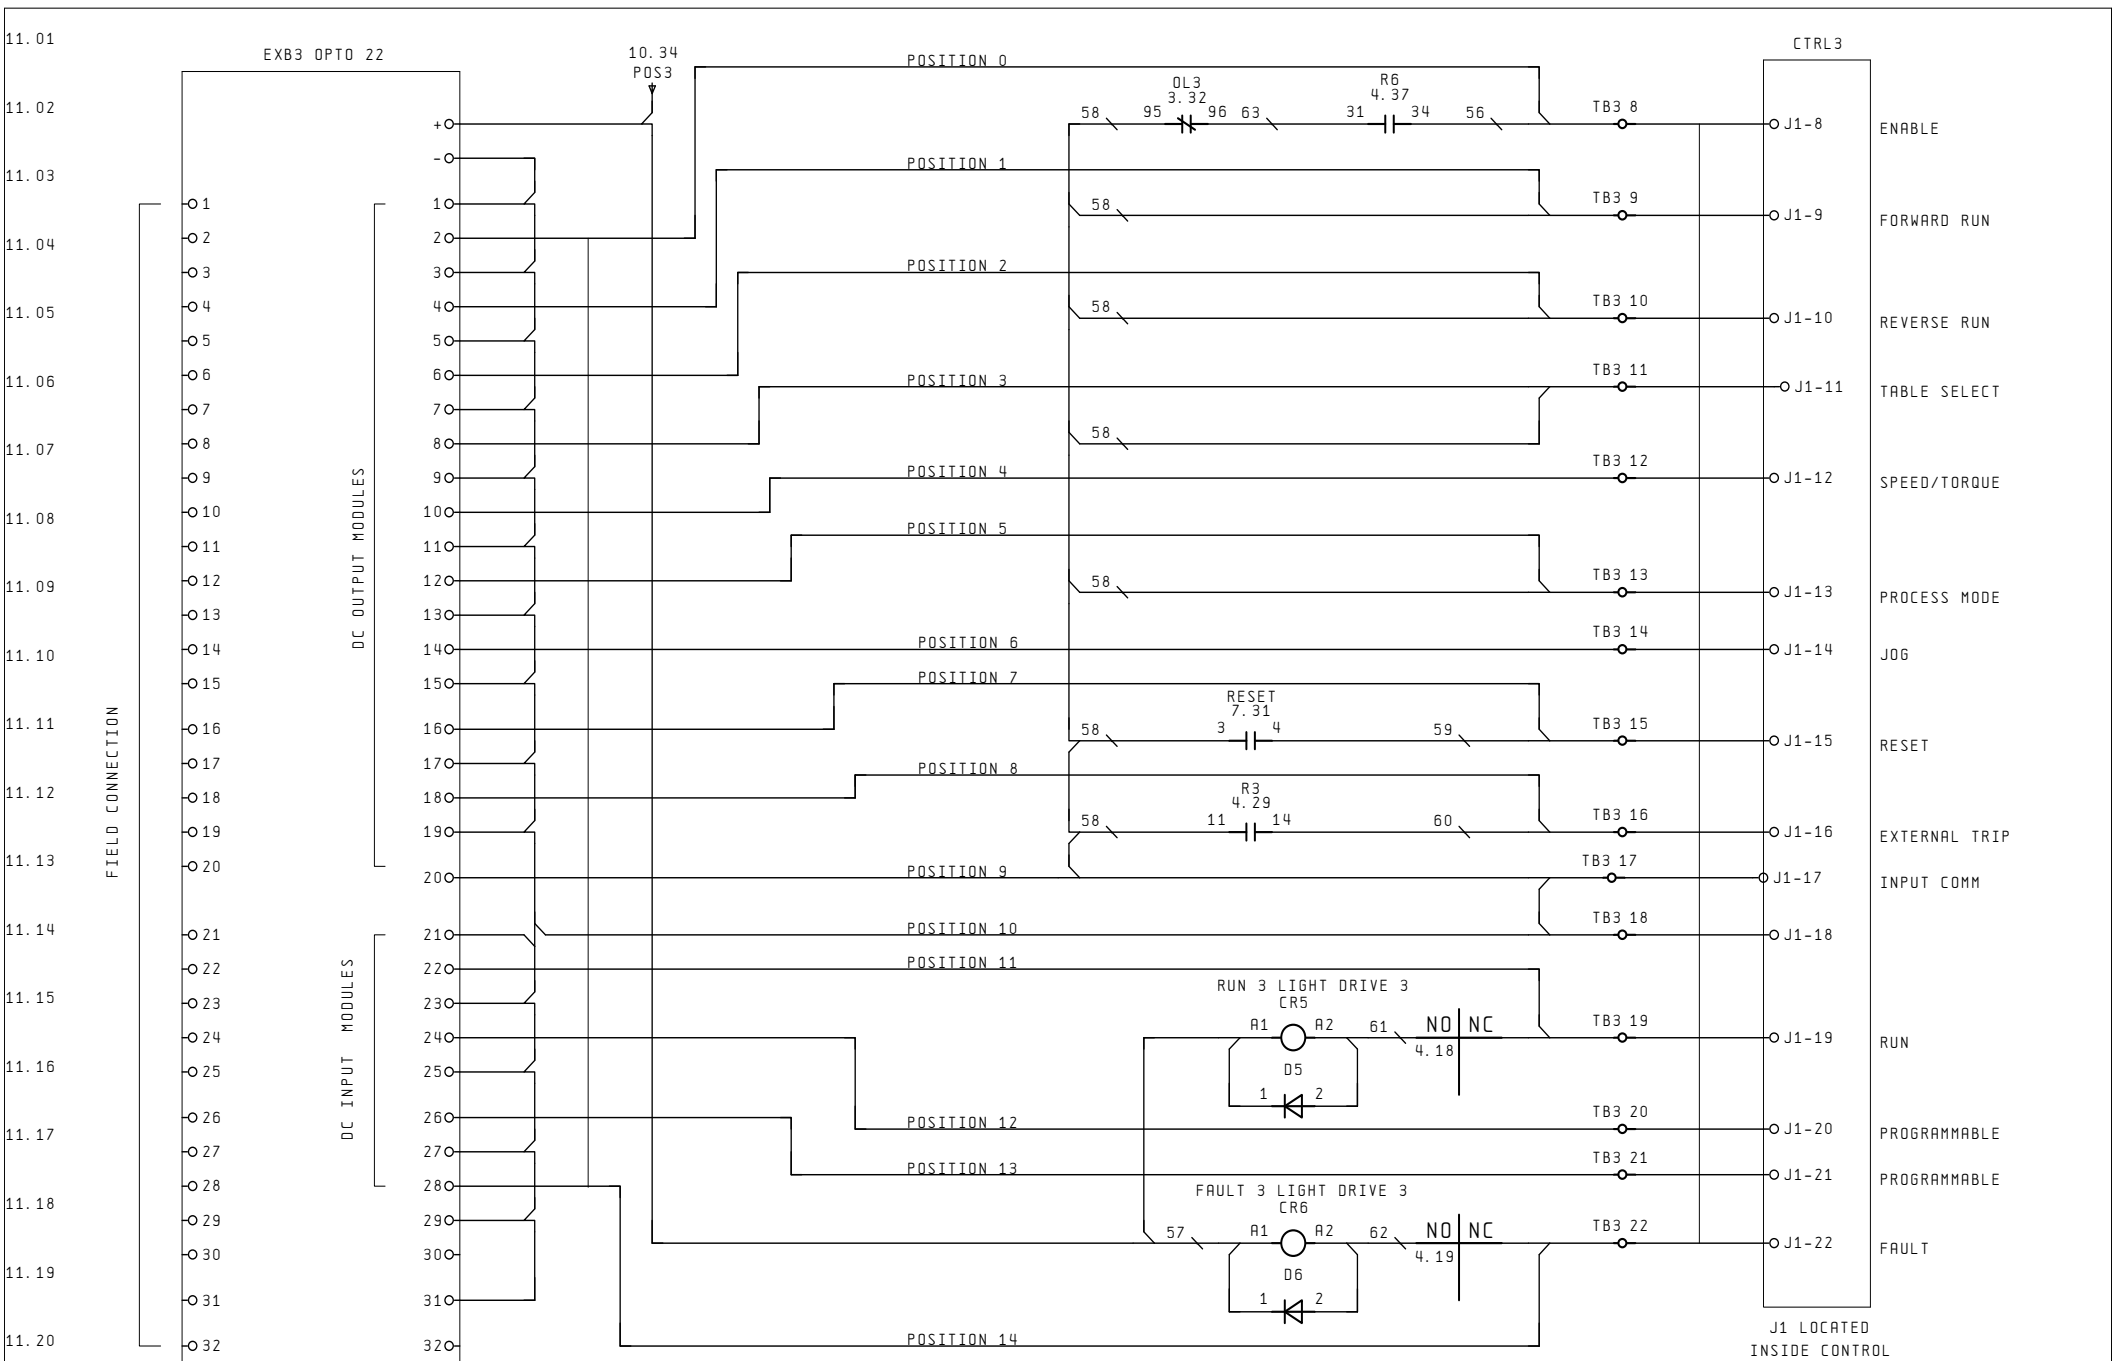 11.01
EXB3 OPTO 22
10.34
POS3
POSITION 0
CTRL3
11.02
+
OL3
3.32
58
95
96
63
R6
4.37
31
34
56
TB3 8
J1-8
ENABLE
-
11.03
POSITION 1
1
1
58
TB3 9
J1-9
FORWARD RUN
11.04
2
2
3
3
POSITION 2
11.05
4
4
58
TB3 10
J1-10
REVERSE RUN
5
5
11.06
6
6
POSITION 3
TB3 11
J1-11
TABLE SELECT
7
7
11.07
8
8
58
9
9
POSITION 4
TB3 12
J1-12
SPEED/TORQUE
11.08
10
10
POSITION 5
11
11
11.09
12
12
58
TB3 13
J1-13
PROCESS MODE
13
13
11.10
14
14
POSITION 6
TB3 14
J1-14
JOG
15
15
POSITION 7
11.11
16
16
RESET
7.31
58
3
4
59
TB3 15
J1-15
RESET
17
17
POSITION 8
11.12
18
18
R3
4.29
19
19
58
11
14
60
TB3 16
J1-16
EXTERNAL TRIP
11.13
20
20
POSITION 9
TB3 17
J1-17
INPUT COMM
FIELD CONNECTION
DC OUTPUT MODULES
11.14
21
21
POSITION 10
TB3 18
J1-18
22
22
POSITION 11
11.15
23
23
RUN 3 LIGHT DRIVE 3
CR5
24
24
A1
A2
61
NO
NC
4.18
TB3 19
J1-19
RUN
11.16
25
25
D5
1
2
DC INPUT MODULES
26
26
11.17
POSITION 12
TB3 20
J1-20
PROGRAMMABLE
27
27
POSITION 13
TB3 21
J1-21
PROGRAMMABLE
11.18
28
28
FAULT 3 LIGHT DRIVE 3
CR6
29
29
57
A1
A2
62
NO
NC
4.19
TB3 22
J1-22
FAULT
30
30
11.19
D6
1
2
31
31
11.20
32
32
POSITION 14
J1 LOCATED
INSIDE CONTROL